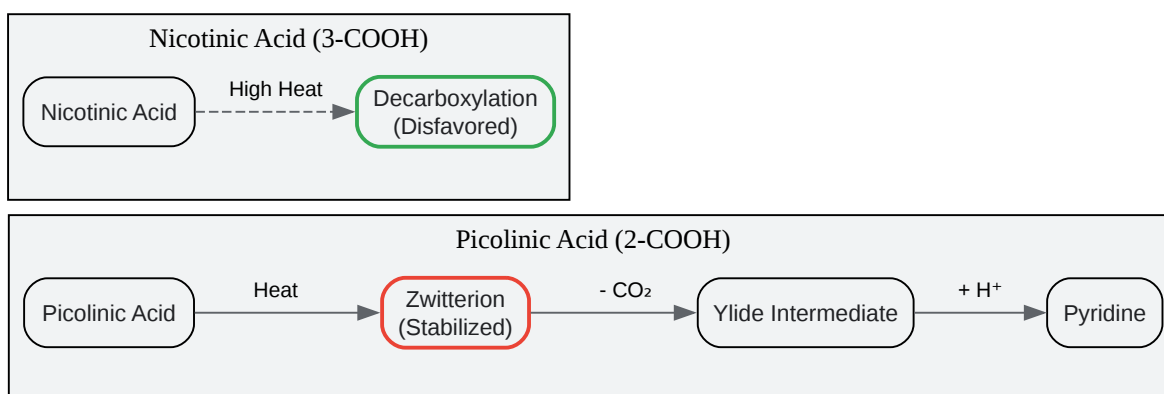 Nicotinic Acid (3-COOH)
Nicotinic Acid
High Heat
Decarboxylation
(Disfavored)
Picolinic Acid (2-COOH)
Picolinic Acid
Heat
Zwitterion
(Stabilized)
- CO₂
Ylide Intermediate
+ H⁺
Pyridine